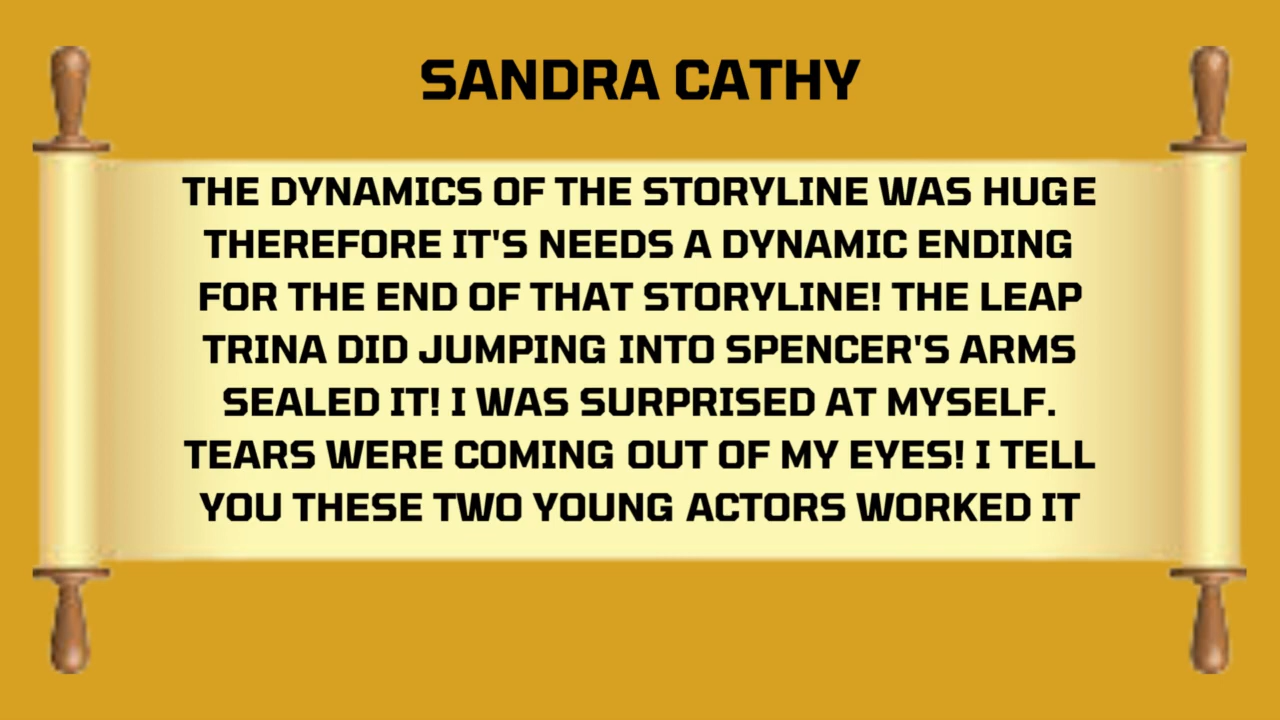 SANDRA CATHY
THE DYNAMICS OF THE STORYLINE WAS HUGE
THEREFORE IT'S NEEDS A DYNAMIC ENDING
FOR THE END OF THAT STORYLINE! THE LEAP
TRINA DID JUMPING INTO SPENCER'S ARMS
SEALED IT! I WAS SURPRISED AT MYSELF.
TEARS WERE COMING OUT OF MY EYES! I TELL
YOU THESE TWO YOUNG ACTORS WORKED IT